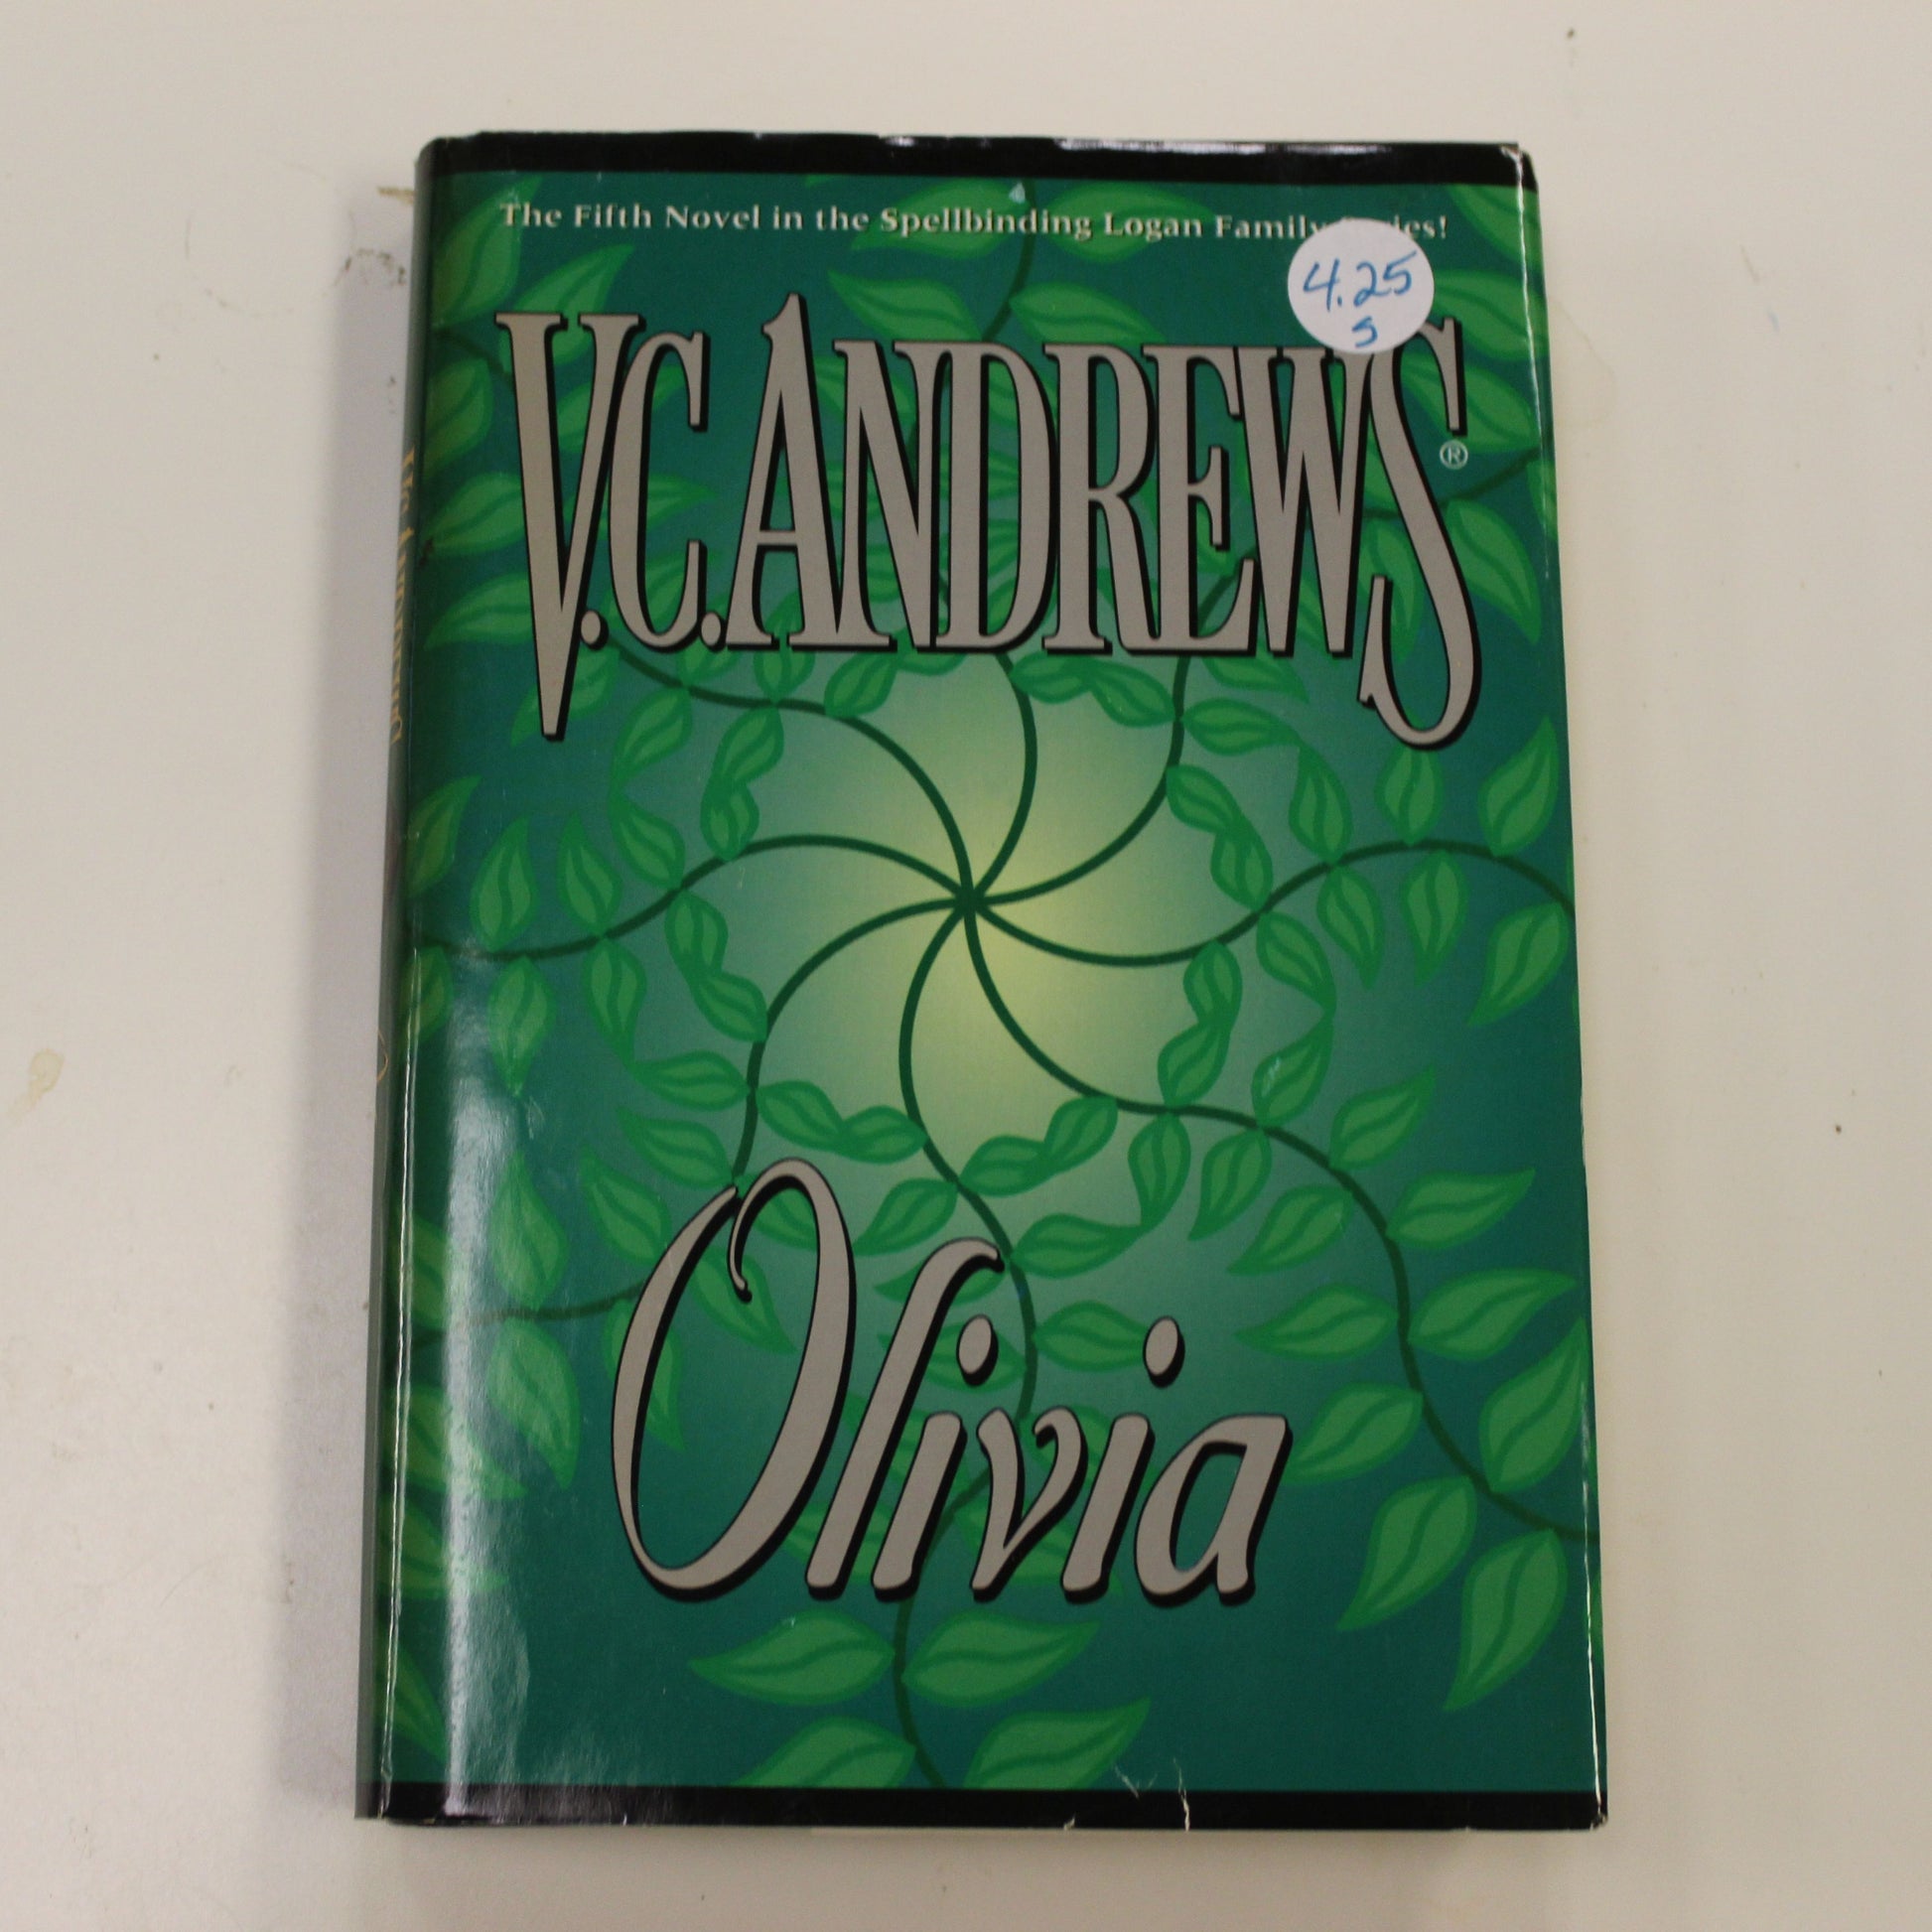 The Fifth Novel in the Spellbinding Logan Family
4.25
5
V.C. ANDREWS®
Olivia